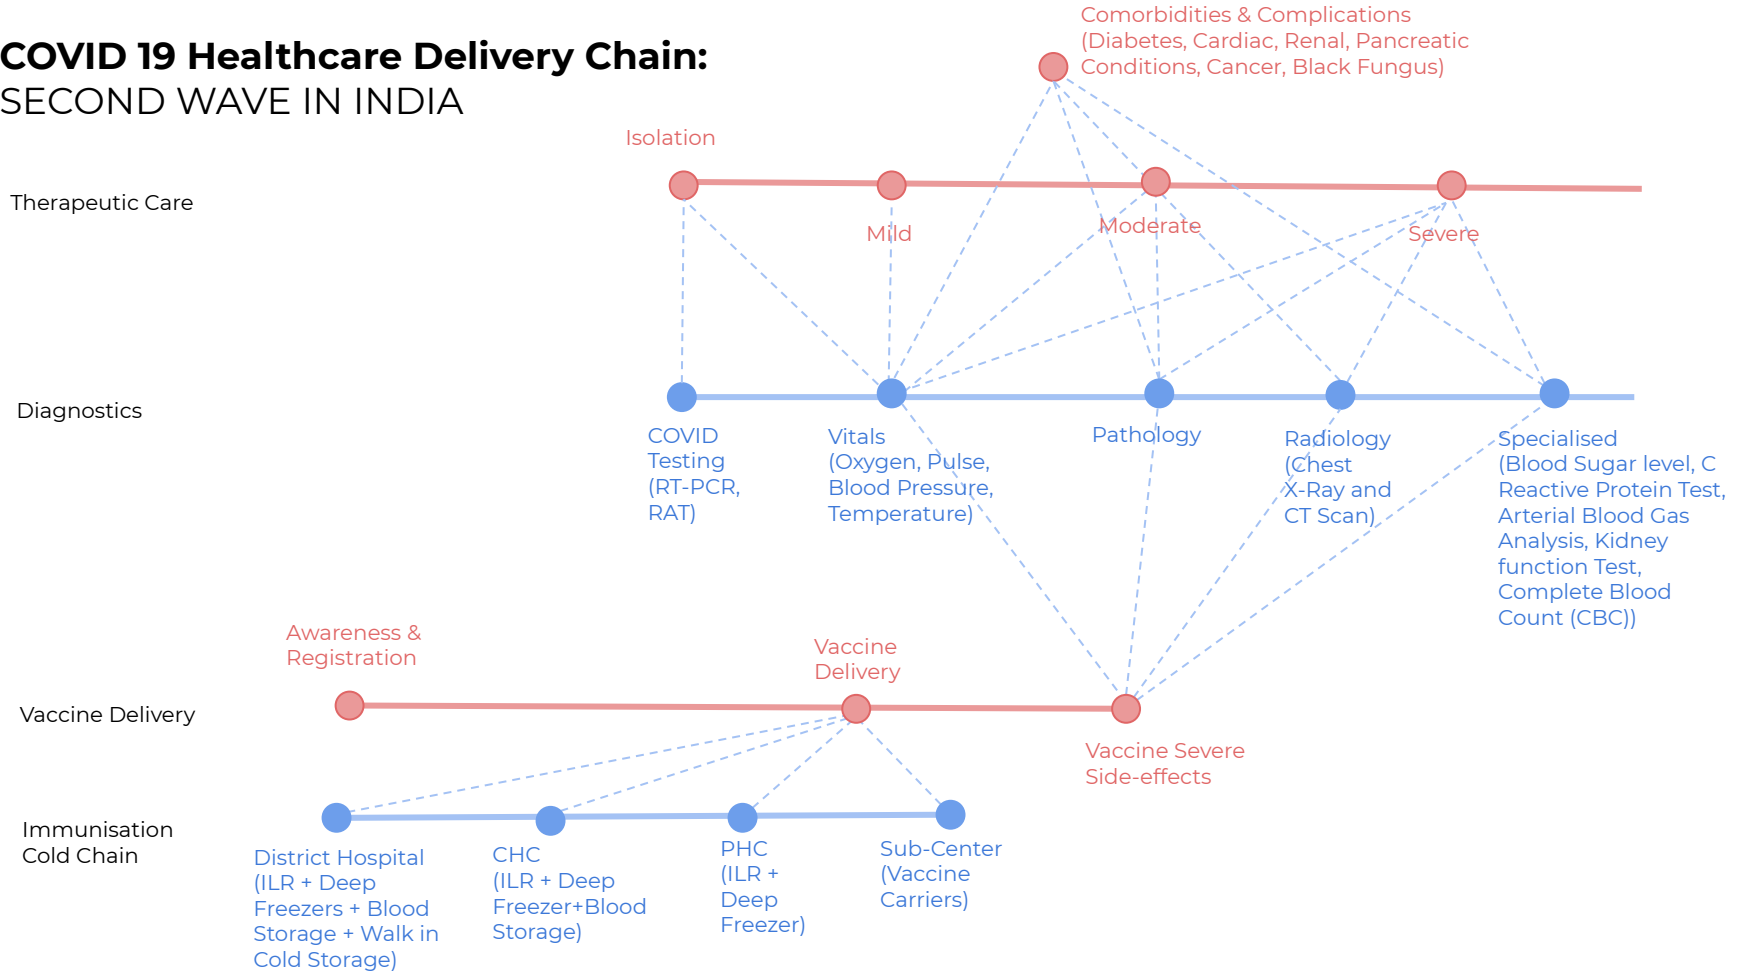 COVID 19 Healthcare Delivery Chain:
SECOND WAVE IN INDIA
Comorbidities & Complications
(Diabetes, Cardiac, Renal, Pancreatic
Conditions, Cancer, Black Fungus)
Isolation
Therapeutic Care
Mild
Moderate
Severe
Diagnostics
COVID
Testing
(RT-PCR,
RAT)
Vitals
(Oxygen, Pulse,
Blood Pressure,
Temperature)
Pathology
Radiology
(Chest
X-Ray and
CT Scan)
Specialised
(Blood Sugar level, C
Reactive Protein Test,
Arterial Blood Gas
Analysis, Kidney
function Test,
Complete Blood
Count (CBC))
Awareness &
Registration
Vaccine
Delivery
Vaccine Delivery
Vaccine Severe
Side-effects
Immunisation
Cold Chain
District Hospital
(ILR + Deep
Freezers + Blood
Storage + Walk in
Cold Storage)
CHC
(ILR + Deep
Freezer+Blood
Storage)
PHC
(ILR +
Deep
Freezer)
Sub-Center
(Vaccine
Carriers)